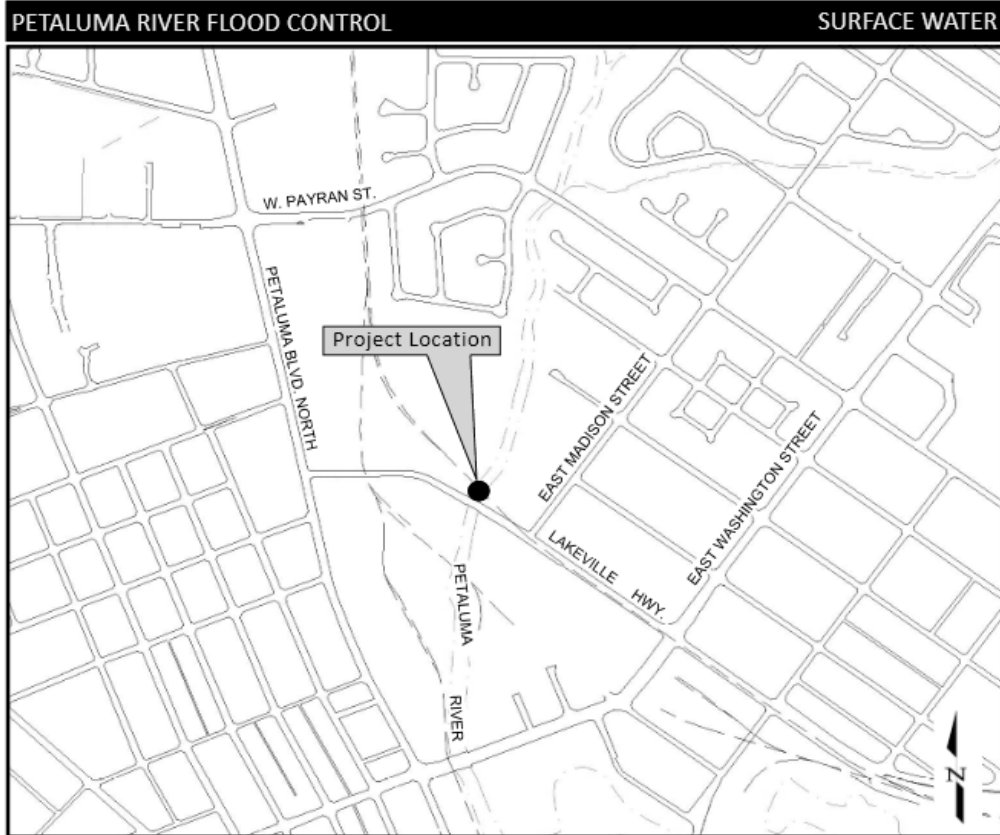 PETALUMA RIVER FLOOD CONTROL
SURFACE WATER
W. PAYRAN ST.
PETALUMA BLVD. NORTH
Project Location
EAST MADISON STREET
EAST WASHINGTON STREET
LAKEVILLE HWY.
PETALUMA RIVER
N